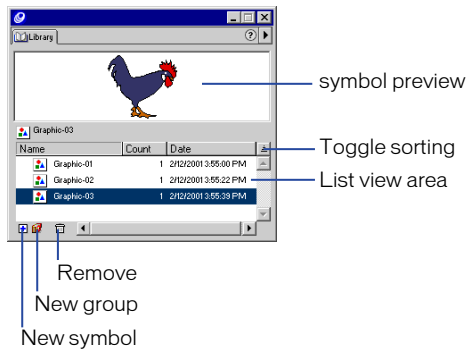 Library
?
symbol preview
Graphic-03
Name Count Date
Toggle sorting
Graphic-01 1 2/12/2001 3:55:00 PM
Graphic-02 1 2/12/2001 3:55:22 PM
List view area
Graphic-03 1 2/12/2001 3:55:39 PM
Remove
New group
New symbol